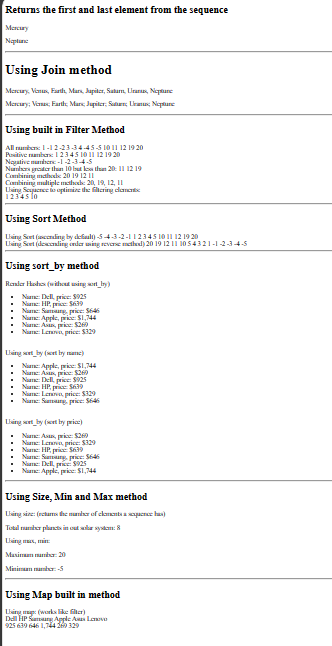 Returns the first and last element from the sequence
Mercury
Neptune
Using Join method
Mercury, Venus, Earth, Mars, Jupiter, Saturn, Uranus, Neptune
Mercury; Venus; Earth; Mars; Jupiter; Saturn; Uranus; Neptune
Using built in Filter Method
All numbers: 1 -1 2 -2 3 -3 4 -4 5 -5 10 11 12 19 20
Positive numbers: 1 2 3 4 5 10 11 12 19 20
Negative numbers: -1 -2 -3 -4 -5
Numbers greater than 10 but less than 20: 11 12 19
Combining methods: 20 19 12 11
Combining multiple methods: 20, 19, 12, 11
Using Sequence to optimize the filtering elements:
1 2 3 4 5 10
Using Sort Method
Using Sort (ascending by default) -5 -4 -3 -2 -1 1 2 3 4 5 10 11 12 19 20
Using Sort (descending order using reverse method) 20 19 12 11 10 5 4 3 2 1 -1 -2 -3 -4 -5
Using sort_by method
Render Hashes (without using sort_by)
• Name: Dell, price: $925
• Name: HP, price: $639
• Name: Samsung, price: $646
• Name: Apple, price: $1,744
• Name: Asus, price: $269
• Name: Lenovo, price: $329
Using sort_by (sort by name)
• Name: Apple, price: $1,744
• Name: Asus, price: $269
• Name: Dell, price: $925
• Name: HP, price: $639
• Name: Lenovo, price: $329
• Name: Samsung, price: $646
Using sort_by (sort by price)
• Name: Asus, price: $269
• Name: Lenovo, price: $329
• Name: HP, price: $639
• Name: Samsung, price: $646
• Name: Dell, price: $925
• Name: Apple, price: $1,744
Using Size, Min and Max method
Using size: (returns the number of elements a sequence has)
Total number planets in out solar system: 8
Using max, min:
Maximum number: 20
Minimum number: -5
Using Map built in method
Using map: (works like filter)
Dell HP Samsung Apple Asus Lenovo
925 639 646 1,744 269 329